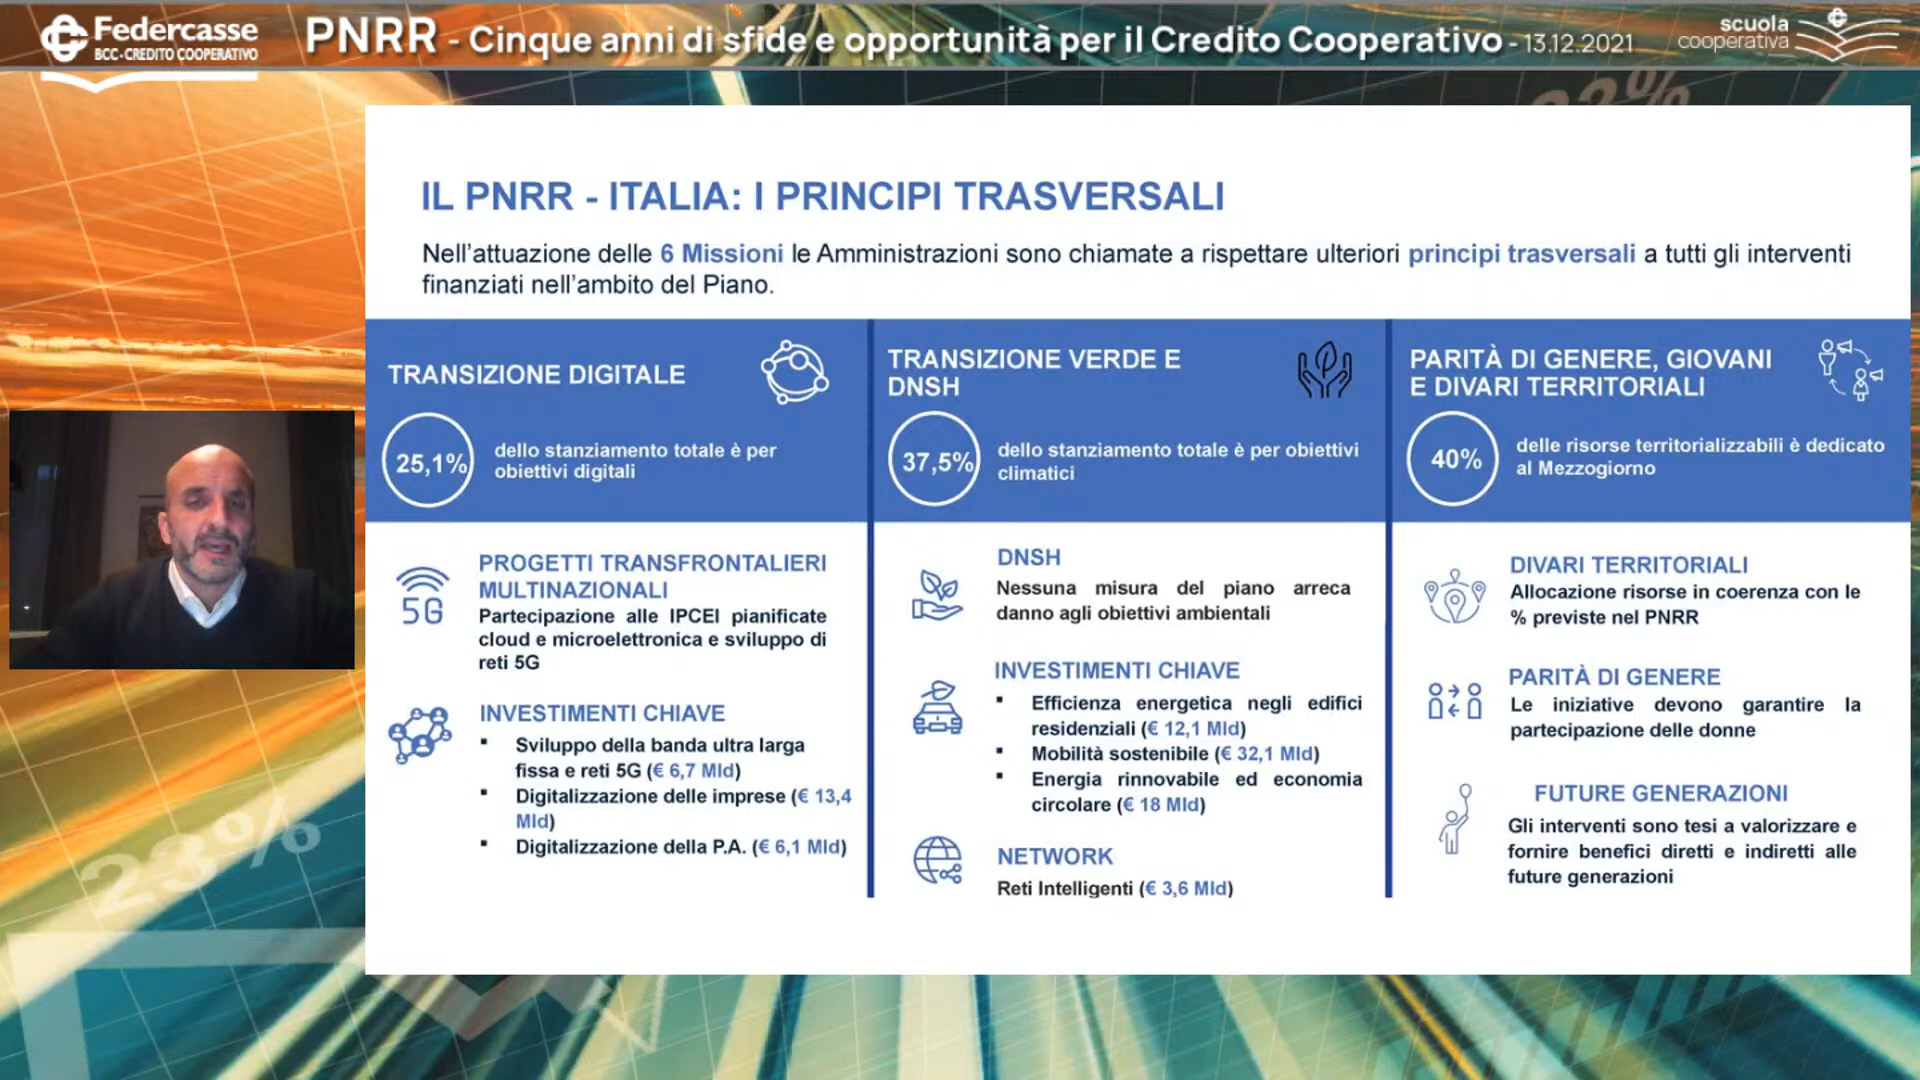 Federcasse
BCC-CREDITO COOPERATIVO
PNRR - Cinque anni di sfide e opportunità per il Credito Cooperativo - 13.12.2021
scuola
cooperativa
IL PNRR - ITALIA: I PRINCIPI TRASVERSALI
Nell'attuazione delle 6 Missioni le Amministrazioni sono chiamate a rispettare ulteriori principi trasversali a tutti gli interventi
finanziati nell'ambito del Piano.
TRANSIZIONE DIGITALE
25,1%
dello stanziamento totale è per
obiettivi digitali
5G
PROGETTI TRANSFRONTALIERI
MULTINAZIONALI
Partecipazione alle IPCEI pianificate
cloud e microelettronica e sviluppo di
reti 5G
INVESTIMENTI CHIAVE
▪ Sviluppo della banda ultra larga
fissa e reti 5G (€ 6,7 Mld)
▪ Digitalizzazione delle imprese (€ 13,4
Mld)
▪ Digitalizzazione della P.A. (€ 6,1 Mld)
TRANSIZIONE VERDE E
DNSH
37,5%
dello stanziamento totale è per obiettivi
climatici
DNSH
Nessuna misura del piano arreca
danno agli obiettivi ambientali
INVESTIMENTI CHIAVE
▪ Efficienza energetica negli edifici
residenziali (€ 12,1 Mld)
▪ Mobilità sostenibile (€ 32,1 Mld)
▪ Energia rinnovabile ed economia
circolare (€ 18 Mld)
NETWORK
Reti Intelligenti (€ 3,6 Mld)
PARITÀ DI GENERE, GIOVANI
E DIVARI TERRITORIALI
40%
delle risorse territorializzabili è dedicato
al Mezzogiorno
DIVARI TERRITORIALI
Allocazione risorse in coerenza con le
% previste nel PNRR
PARITÀ DI GENERE
Le iniziative devono garantire la
partecipazione delle donne
FUTURE GENERAZIONI
Gli interventi sono tesi a valorizzare e
fornire benefici diretti e indiretti alle
future generazioni
23%